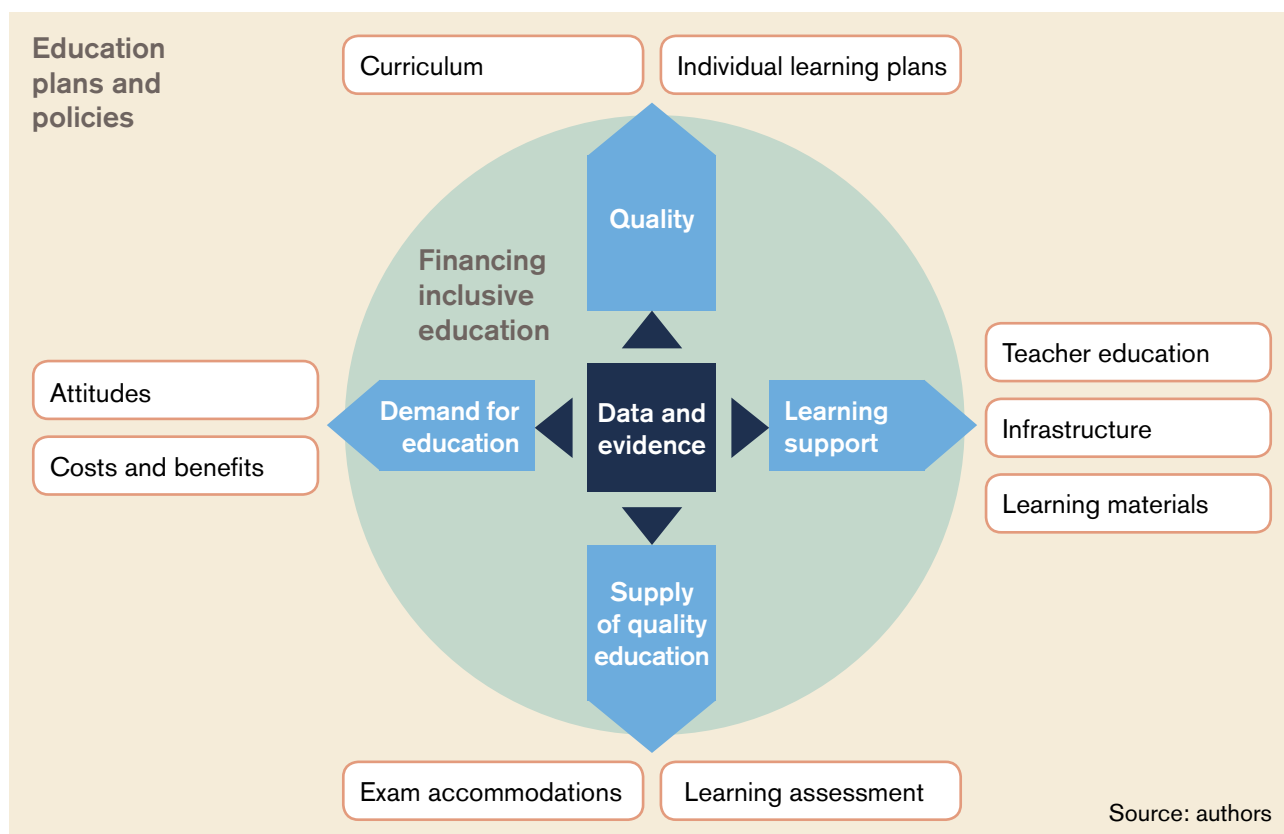 Education
plans and
policies
Curriculum
Individual learning plans
Quality
Financing
inclusive
education
Attitudes
Costs and benefits
Demand for
education
Data and
evidence
Learning
support
Teacher education
Infrastructure
Learning materials
Supply
of quality
education
Exam accommodations
Learning assessment
Source: authors